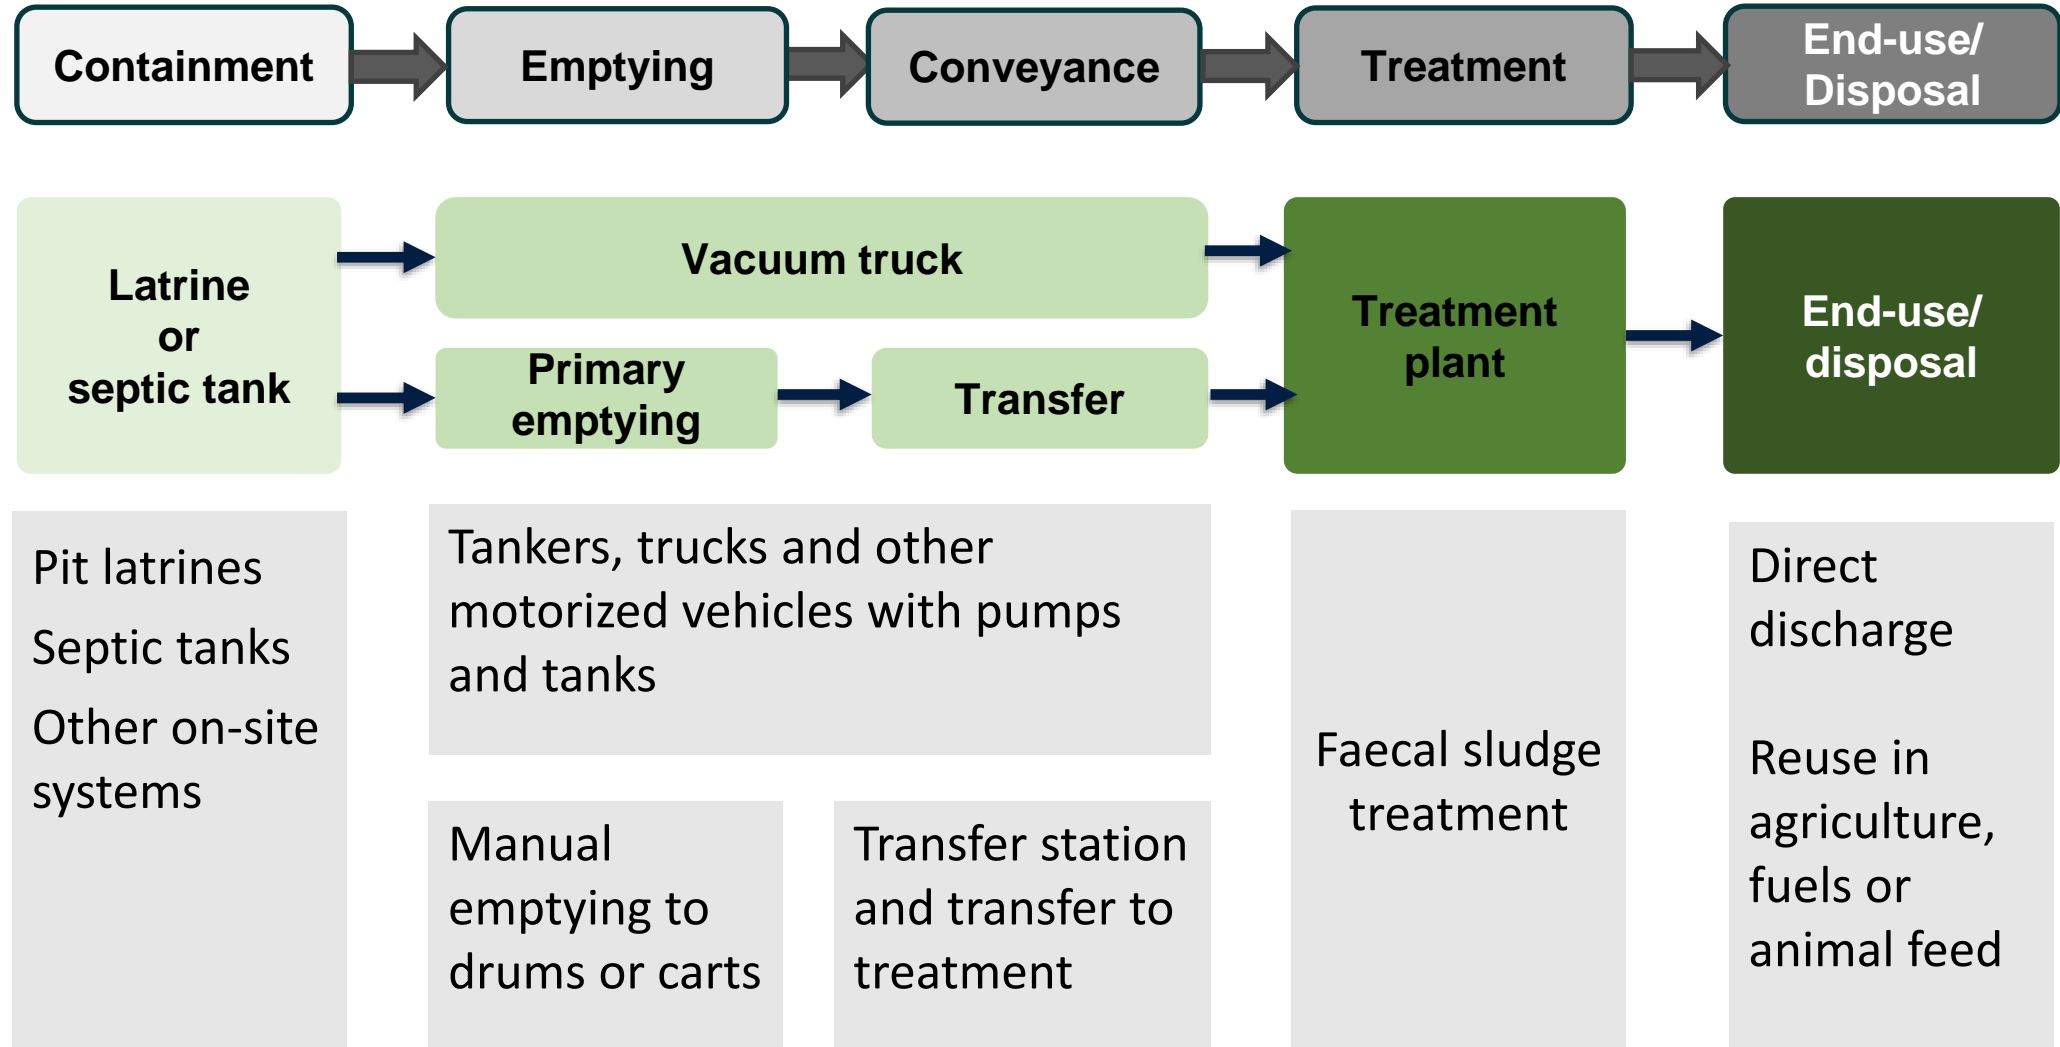 Containment
Emptying
Conveyance
Treatment
End-use/
Disposal
Latrine
or
septic tank
Vacuum truck
Primary
emptying
Transfer
Treatment
plant
End-use/
disposal
Pit latrines
Septic tanks
Other on-site
systems
Tankers, trucks and other
motorized vehicles with pumps
and tanks
Manual
emptying to
drums or carts
Transfer station
and transfer to
treatment
Faecal sludge
treatment
Direct
discharge
Reuse in
agriculture,
fuels or
animal feed